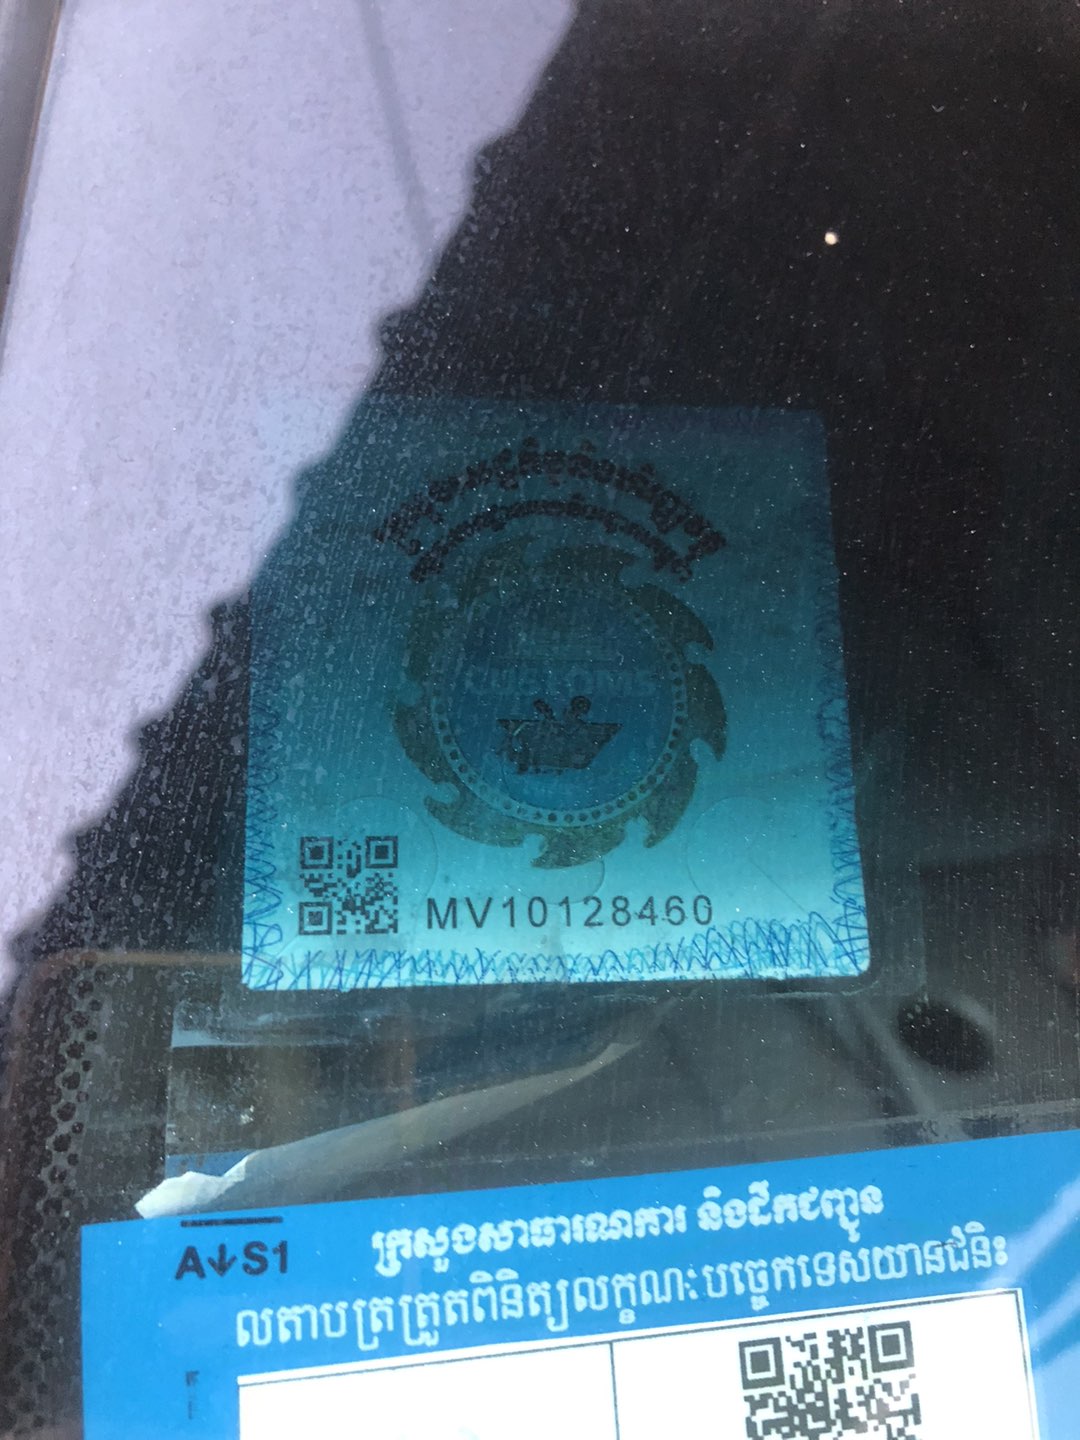 CUSTOMS
MV10128460
A↓S1
ក្រសួងសាធារណការ និងដឹកជញ្ជូន
លតាបត្រត្រួតពិនិត្យលក្ខណៈបច្ចេកទេសយានជំនិះ